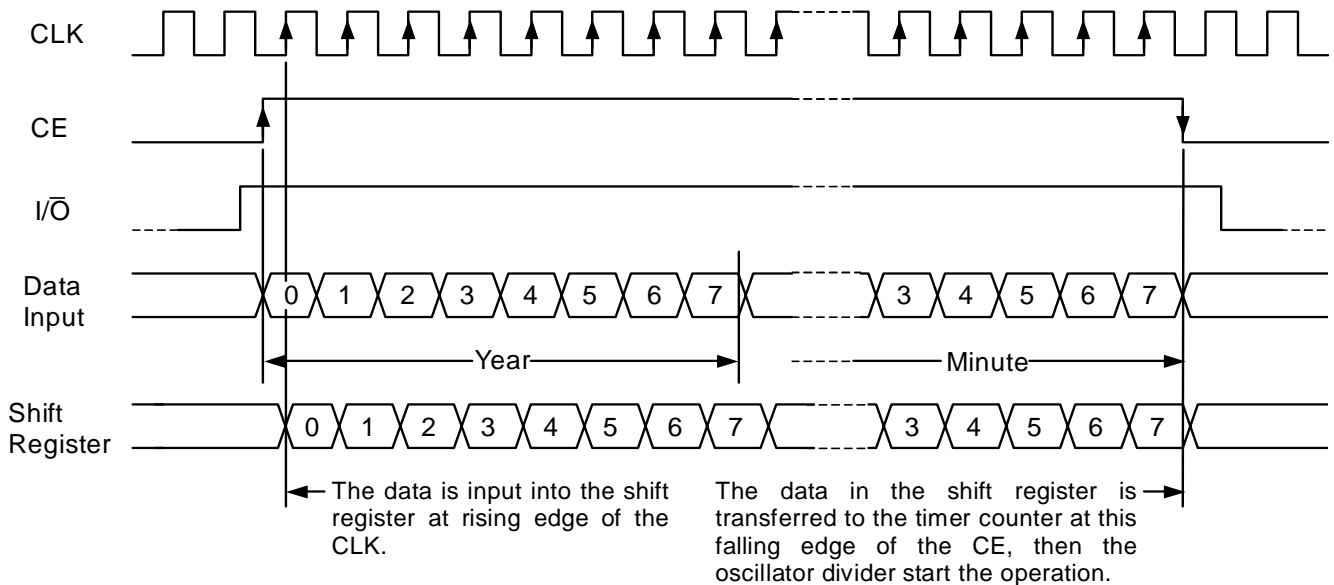 CLK
CE
I/O̅
Data
Input
0 1 2 3 4 5 6 7 3 4 5 6 7
Year Minute
Shift
Register
0 1 2 3 4 5 6 7 3 4 5 6 7
The data is input into the shift
register at rising edge of the
CLK.
The data in the shift register is
transferred to the timer counter at this
falling edge of the CE, then the
oscillator divider start the operation.